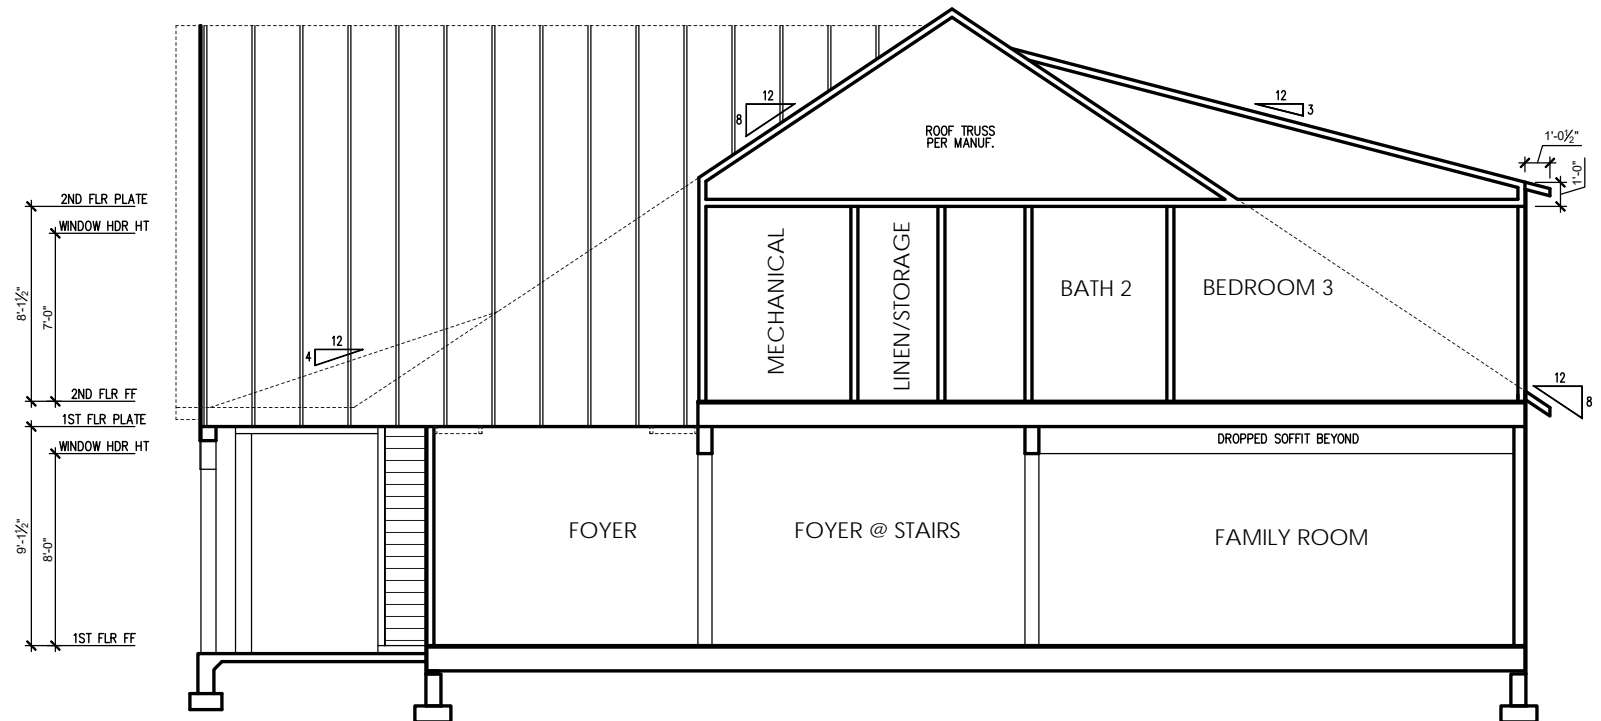 12
8
12
3
ROOF TRUSS
PER MANUF.
1'-0½"
1'-0"
2ND FLR PLATE
WINDOW HDR HT
8'-1½"
7'-0"
MECHANICAL
LINEN/STORAGE
BATH 2
BEDROOM 3
12
4
2ND FLR FF
12
8
1ST FLR PLATE
WINDOW HDR HT
DROPPED SOFFIT BEYOND
9'-1½"
8'-0"
FOYER
FOYER @ STAIRS
FAMILY ROOM
1ST FLR FF